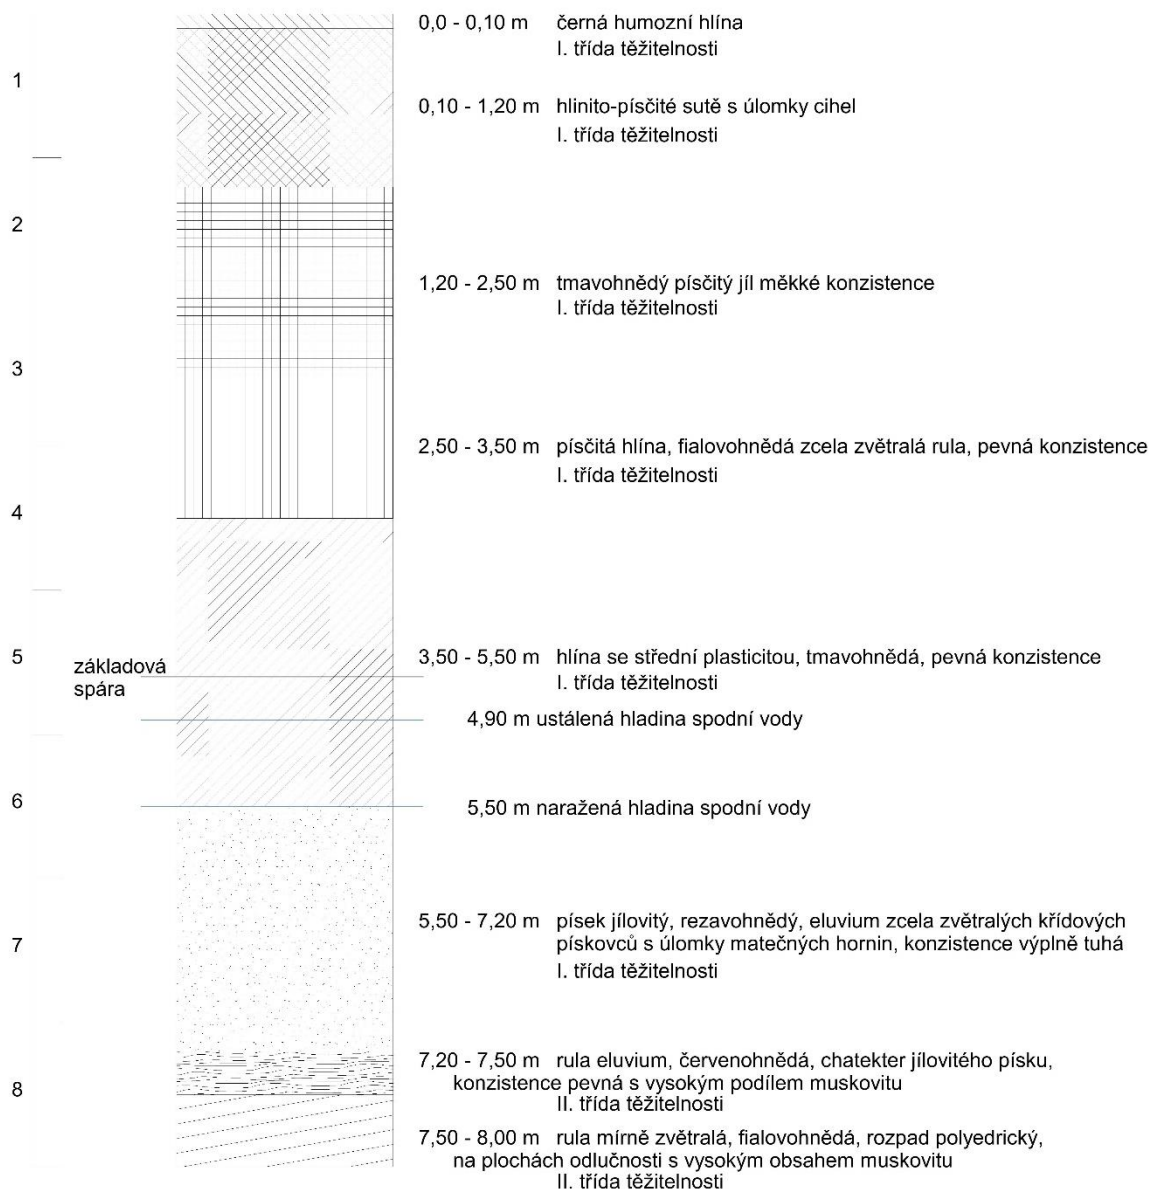 0,0 - 0,10 m černá humozní hlína
I. třída těžitelnosti
1
0,10 - 1,20 m hlinito-písčité sutě s úlomky cihel
I. třída těžitelnosti
2
1,20 - 2,50 m tmavohnědý písčitý jíl měkké konzistence
I. třída těžitelnosti
3
2,50 - 3,50 m písčitá hlína, fialovohnědá zcela zvětralá rula, pevná konzistence
I. třída těžitelnosti
4
5
základová
spára
3,50 - 5,50 m hlína se střední plasticitou, tmavohnědá, pevná konzistence
I. třída těžitelnosti
4,90 m ustálená hladina spodní vody
6
5,50 m naražená hladina spodní vody
5,50 - 7,20 m písek jílovitý, rezavohnědý, eluvium zcela zvětralých křídových
pískovců s úlomky matečných hornin, konzistence výplně tuhá
I. třída těžitelnosti
7
7,20 - 7,50 m rula eluvium, červenohnědá, chatekter jílovitého písku,
konzistence pevná s vysokým podílem muskovitu
II. třída těžitelnosti
8
7,50 - 8,00 m rula mírně zvětralá, fialovohnědá, rozpad polyedrický,
na plochách odlučnosti s vysokým obsahem muskovitu
II. třída těžitelnosti